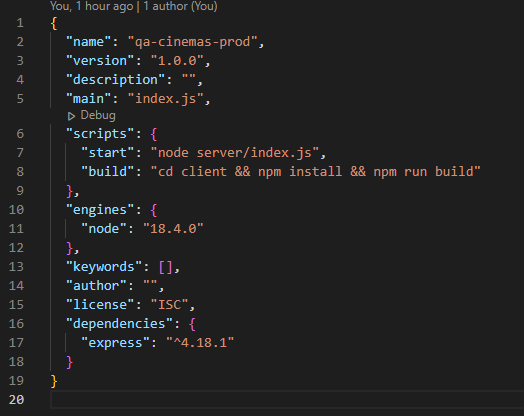 You, 1 hour ago | 1 author (You)
1 {
2 "name": "qa-cinemas-prod",
3 "version": "1.0.0",
4 "description": "",
5 "main": "index.js",
Debug
6 "scripts": {
7 "start": "node server/index.js",
8 "build": "cd client && npm install && npm run build"
9 },
10 "engines": {
11 "node": "18.4.0"
12 },
13 "keywords": [],
14 "author": "",
15 "license": "ISC",
16 "dependencies": {
17 "express": "^4.18.1"
18 }
19 }
20